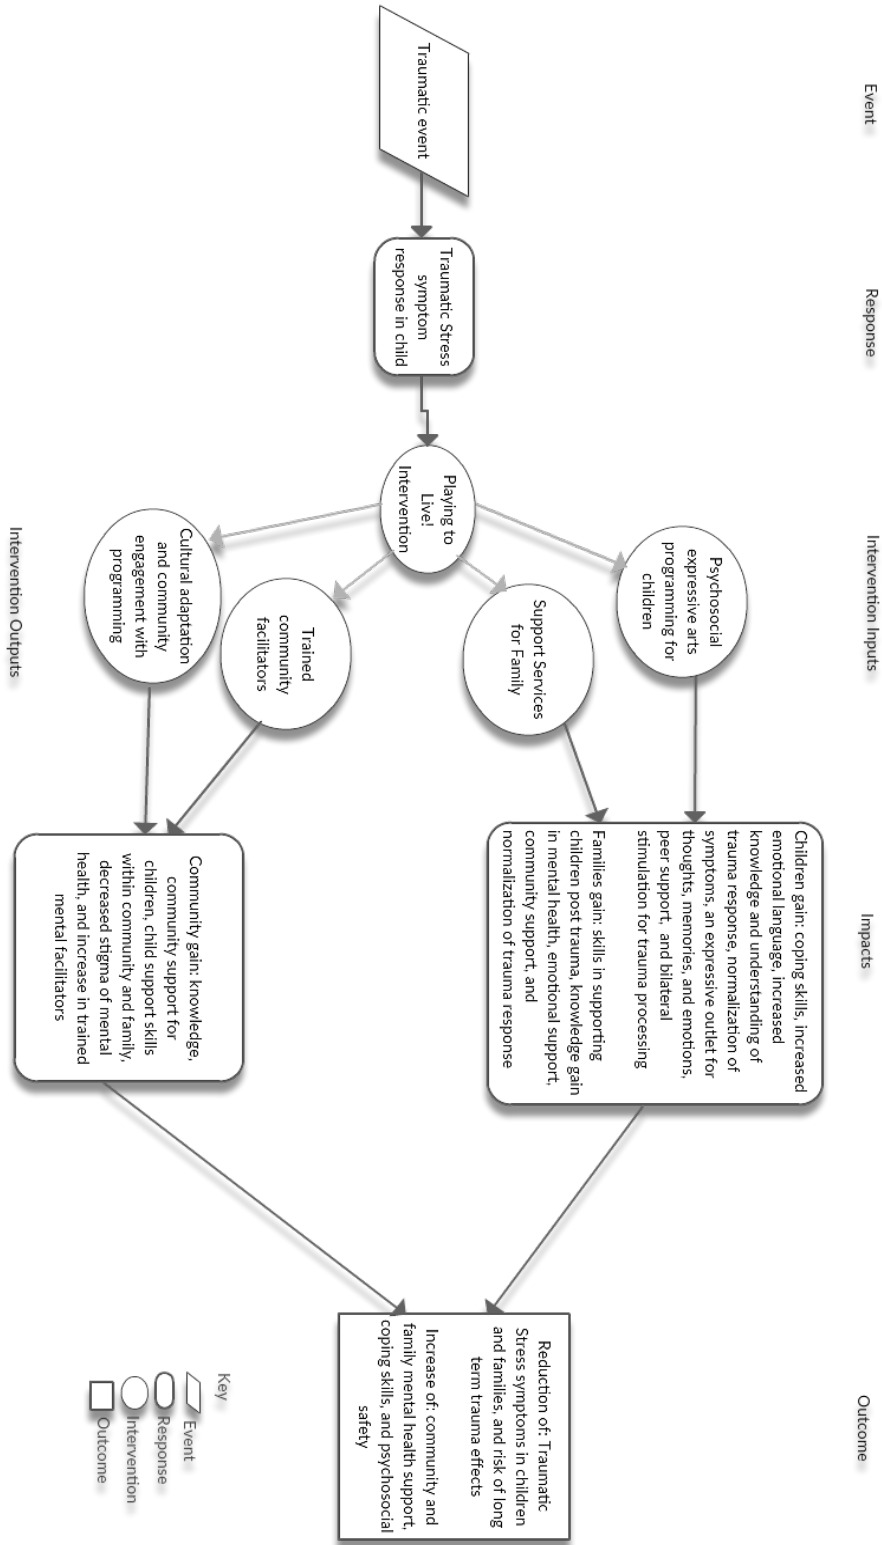 Event
Response
Intervention Inputs
Impacts
Outcome
Traumatic event
Traumatic Stress
symptom
response in child
Playing to
Live!
Intervention
Psychosocial
expressive arts
programming for
children
Support Services
for Family
Trained
community
facilitators
Cultural adaptation
and community
engagement with
programming
Children gain: coping skills, increased
emotional language, increased
knowledge and understanding of
trauma response, normalization of
symptoms, an expressive outlet for
thoughts, memories, and emotions,
peer support, and bilateral
stimulation for trauma processing
Families gain: skills in supporting
children post trauma, knowledge gain
in mental health, emotional support,
community support, and
normalization of trauma response
Community gain: knowledge,
community support for
children, child support skills
within community and family,
decreased stigma of mental
health, and increase in trained
mental facilitators
Reduction of: Traumatic
Stress symptoms in children
and families, and risk of long
term trauma effects
Increase of: community and
family mental health support,
coping skills, and psychosocial
safety
Intervention Outputs
Key
Event
Response
Intervention
Outcome